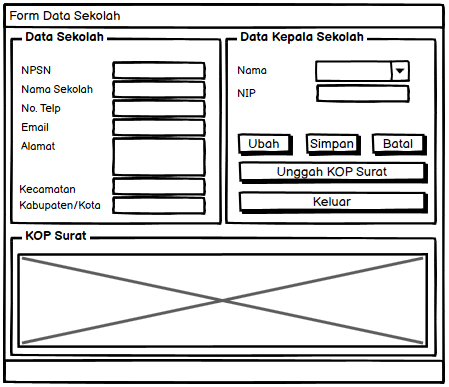 Form Data Sekolah
Data Sekolah
NPSN
Nama Sekolah
No. Telp
Email
Alamat
Kecamatan
Kabupaten/Kota
Data Kepala Sekolah
Nama
NIP
Ubah Simpan Batal
Unggah KOP Surat
Keluar
KOP Surat